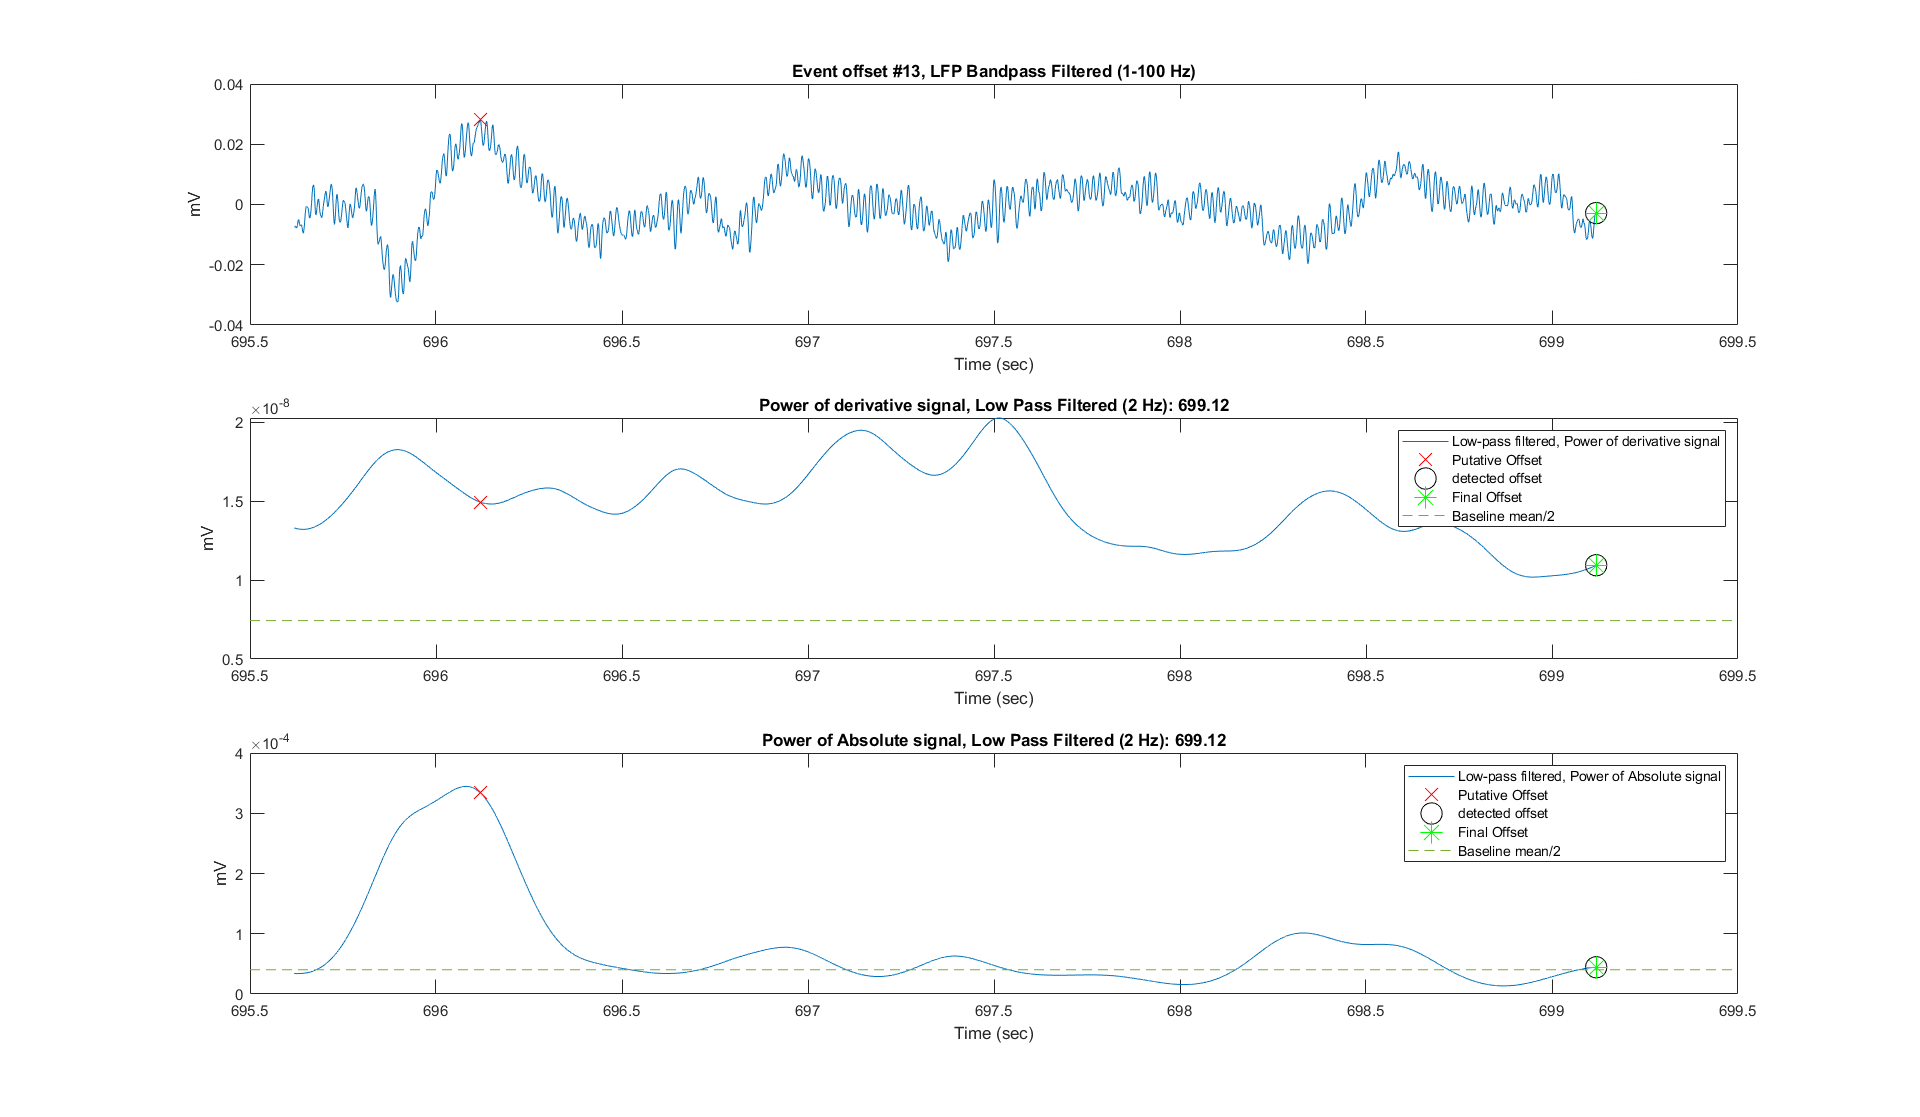 Event offset #13, LFP Bandpass Filtered (1-100 Hz)
0.04
0.02
0
-0.02
-0.04
mV
695.5 696 696.5 697 697.5 698 698.5 699 699.5
Time (sec)
Power of derivative signal, Low Pass Filtered (2 Hz): 699.12
×10-8
2
1.5
1
0.5
mV
Low-pass filtered, Power of derivative signal
Putative Offset
detected offset
Final Offset
Baseline mean/2
695.5 696 696.5 697 697.5 698 698.5 699 699.5
Time (sec)
Power of Absolute signal, Low Pass Filtered (2 Hz): 699.12
×10-4
4
3
2
1
0
mV
Low-pass filtered, Power of Absolute signal
Putative Offset
detected offset
Final Offset
Baseline mean/2
695.5 696 696.5 697 697.5 698 698.5 699 699.5
Time (sec)